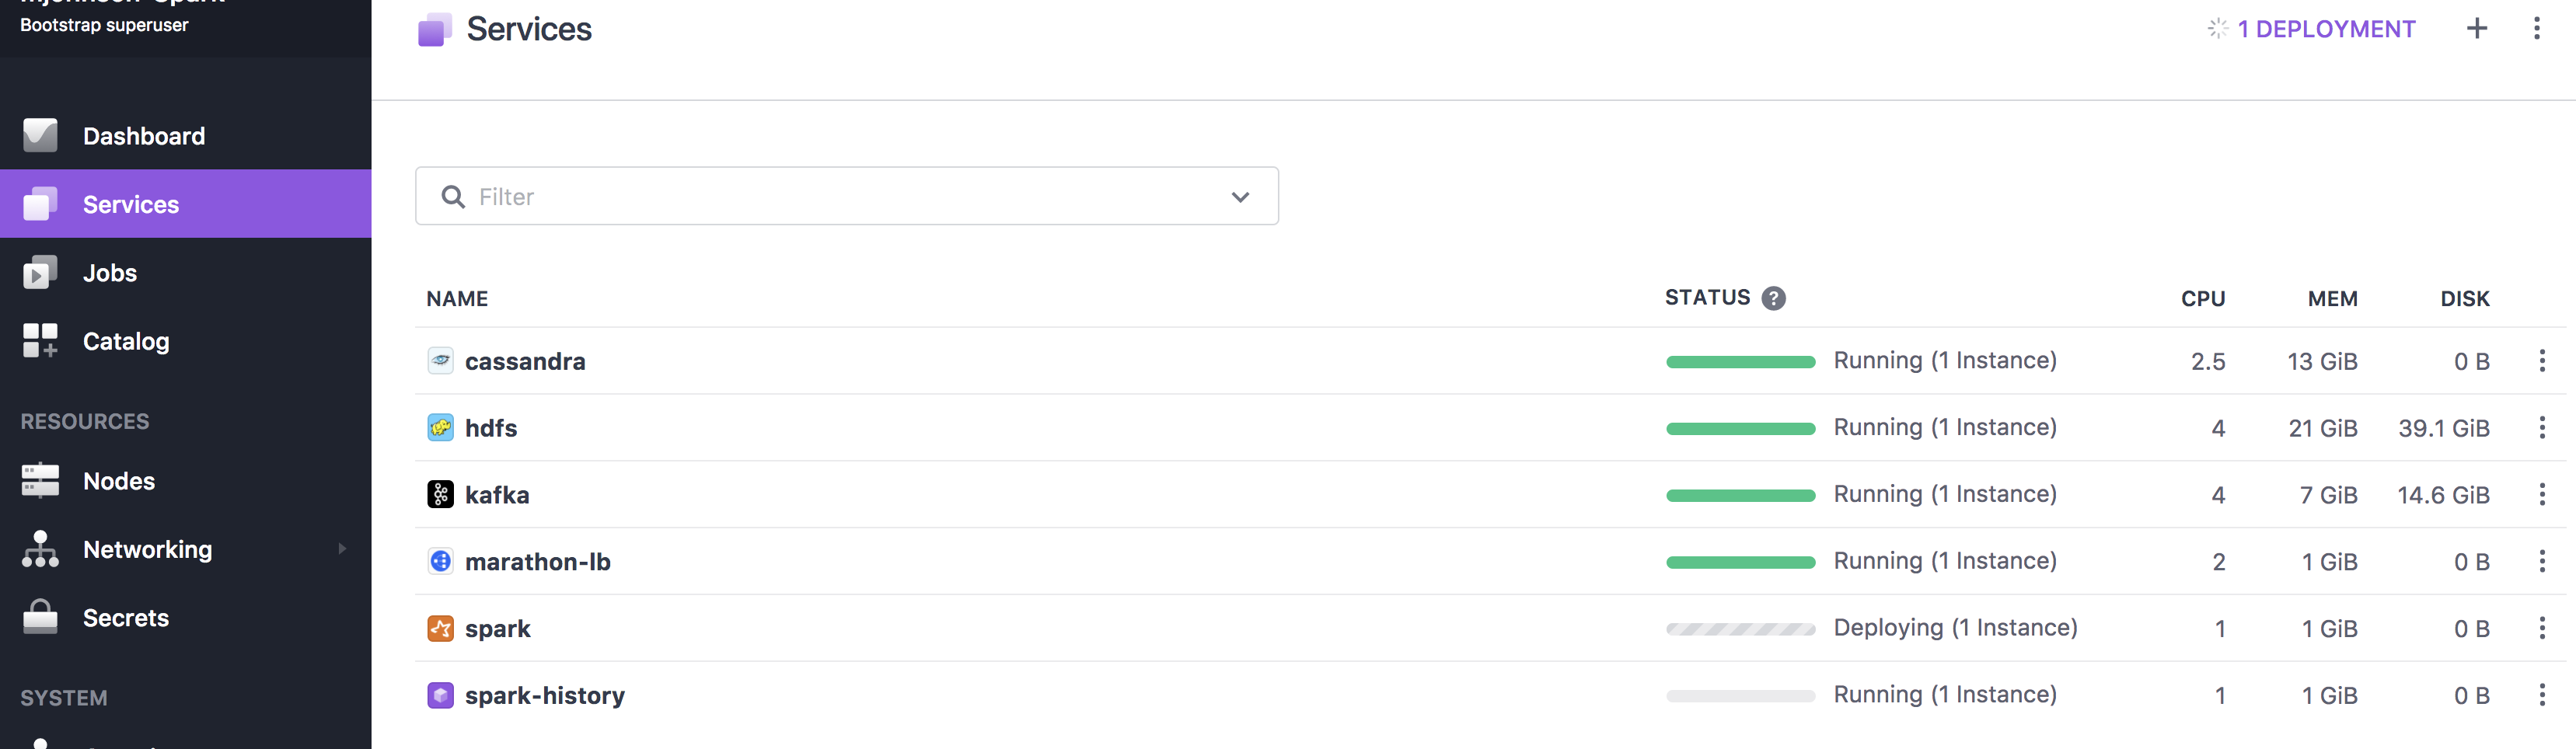 Bootstrap superuser
Services
1 DEPLOYMENT
Dashboard
Services
Jobs
Catalog
RESOURCES
Nodes
Networking
Secrets
SYSTEM
Filter
NAME STATUS ? CPU MEM DISK
cassandra Running (1 Instance) 2.5 13 GiB 0 B
hdfs Running (1 Instance) 4 21 GiB 39.1 GiB
kafka Running (1 Instance) 4 7 GiB 14.6 GiB
marathon-lb Running (1 Instance) 2 1 GiB 0 B
spark Deploying (1 Instance) 1 1 GiB 0 B
spark-history Running (1 Instance) 1 1 GiB 0 B